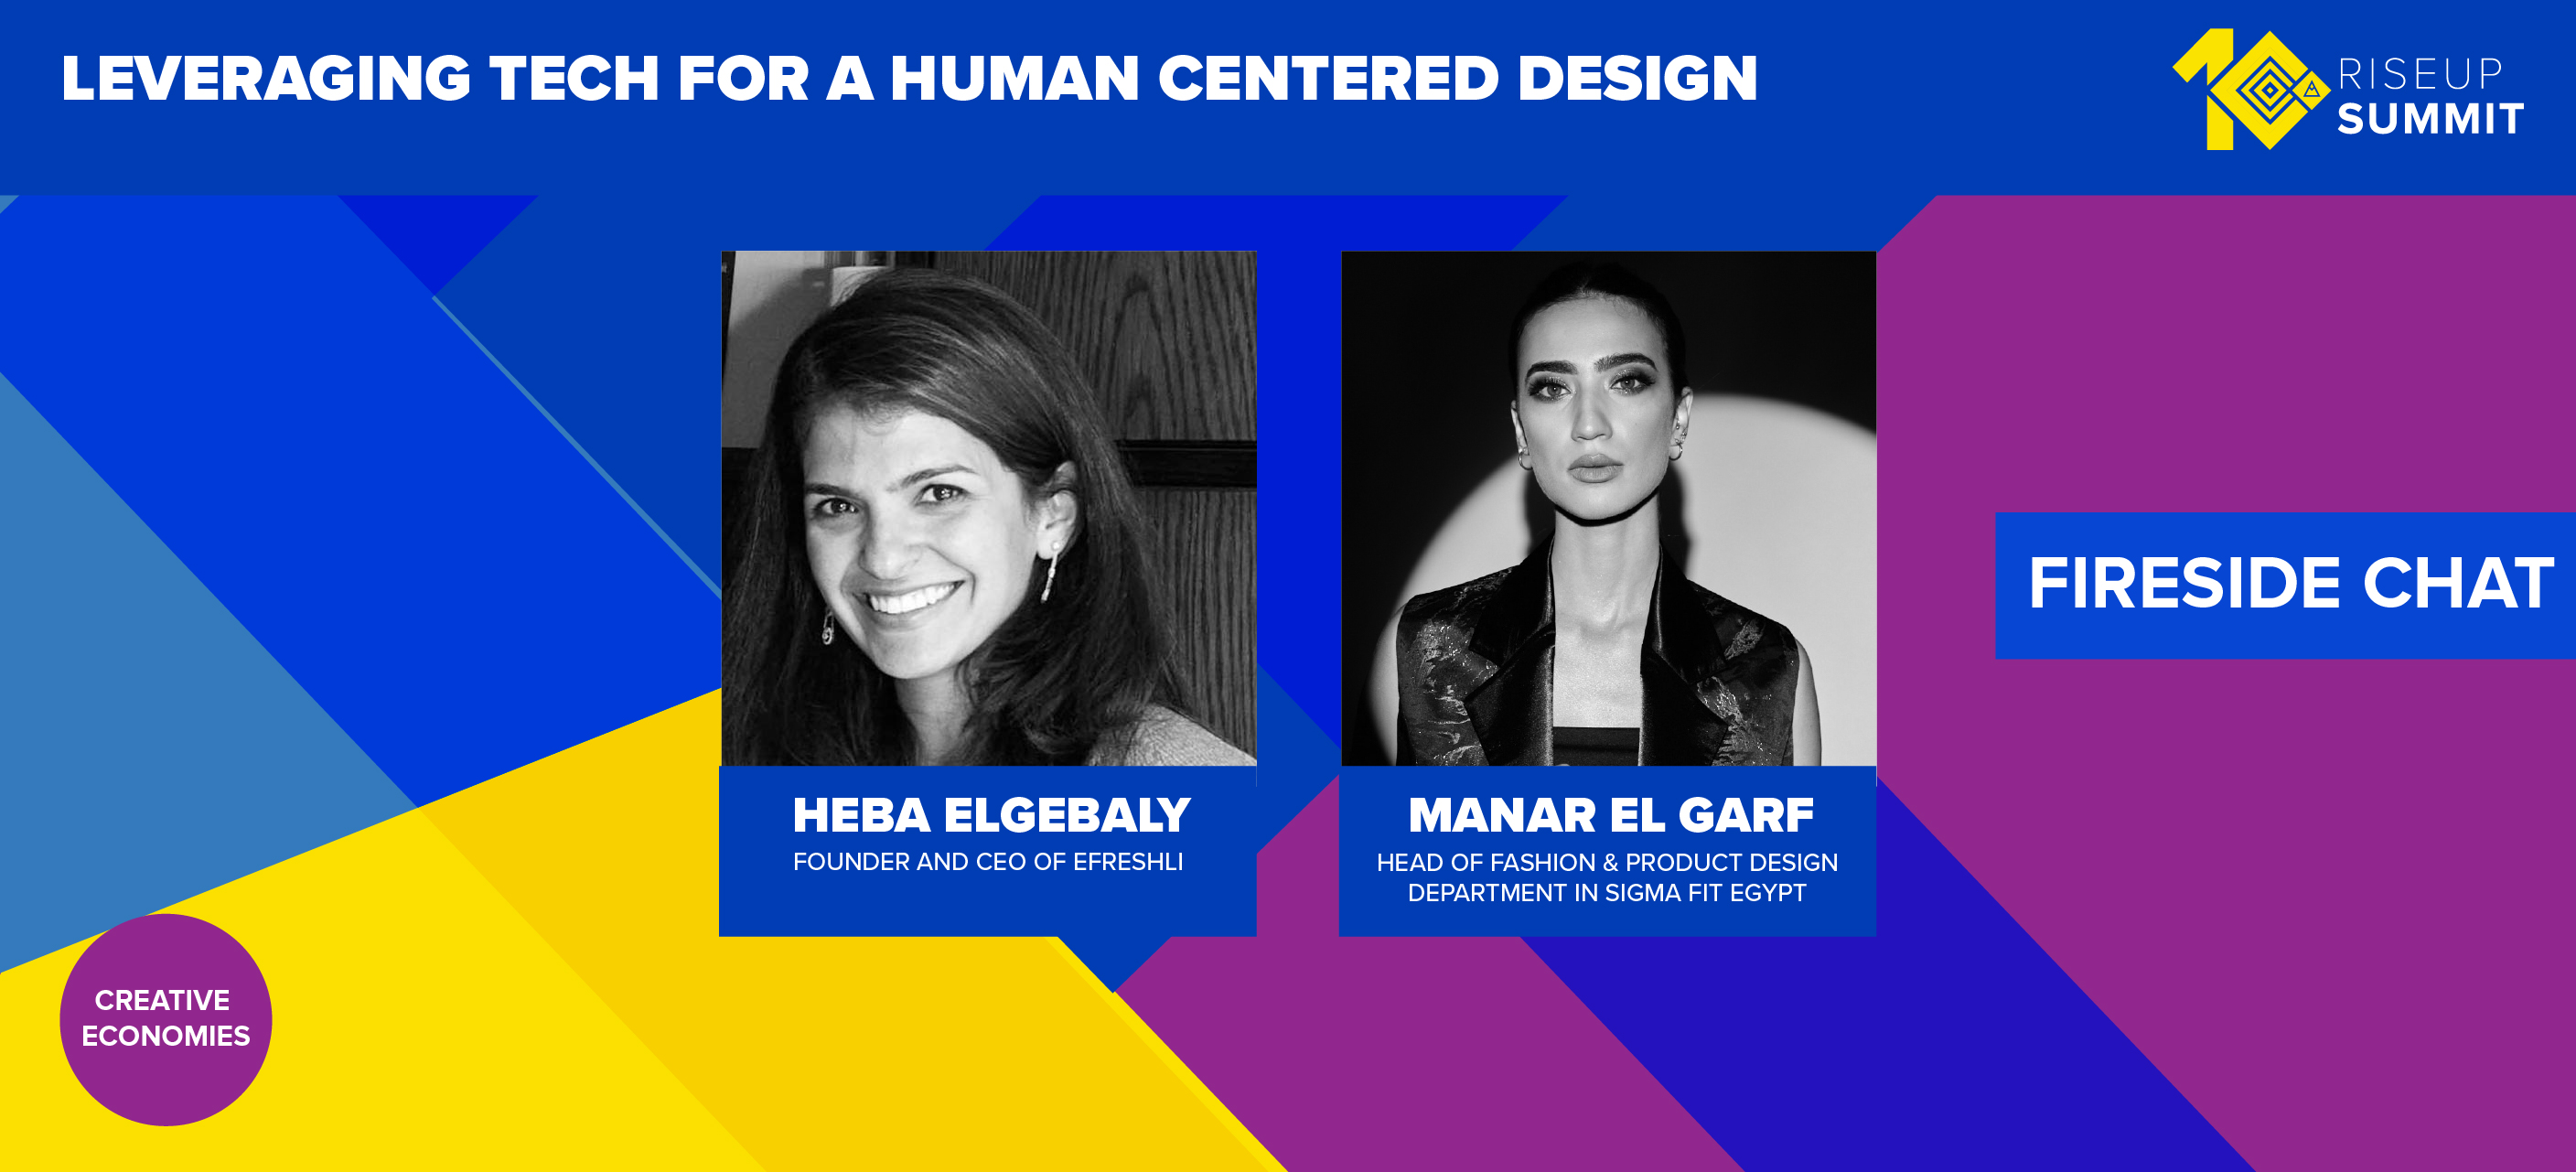 LEVERAGING TECH FOR A HUMAN CENTERED DESIGN
10 RISEUP
SUMMIT
FIRESIDE CHAT
HEBA ELGEBALY
FOUNDER AND CEO OF EFRESHLI
MANAR EL GARF
HEAD OF FASHION & PRODUCT DESIGN
DEPARTMENT IN SIGMA FIT EGYPT
CREATIVE
ECONOMIES